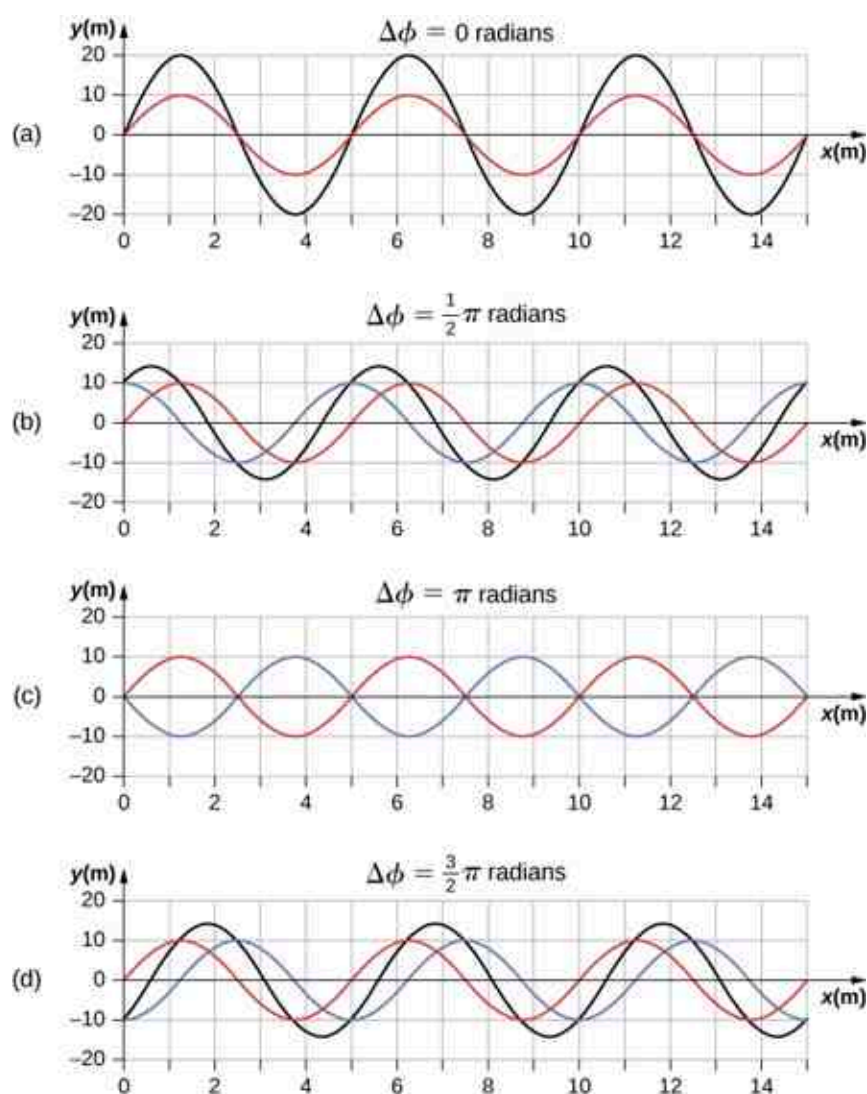 y(m)
Δϕ = 0 radians
20
10
(a) 0
x(m)
–10
–20
0 2 4 6 8 10 12 14
y(m)
Δϕ = 1/2 π radians
20
10
(b) 0
x(m)
–10
–20
0 2 4 6 8 10 12 14
y(m)
Δϕ = π radians
20
10
(c) 0
x(m)
–10
–20
0 2 4 6 8 10 12 14
y(m)
Δϕ = 3/2 π radians
20
10
(d) 0
x(m)
–10
–20
0 2 4 6 8 10 12 14